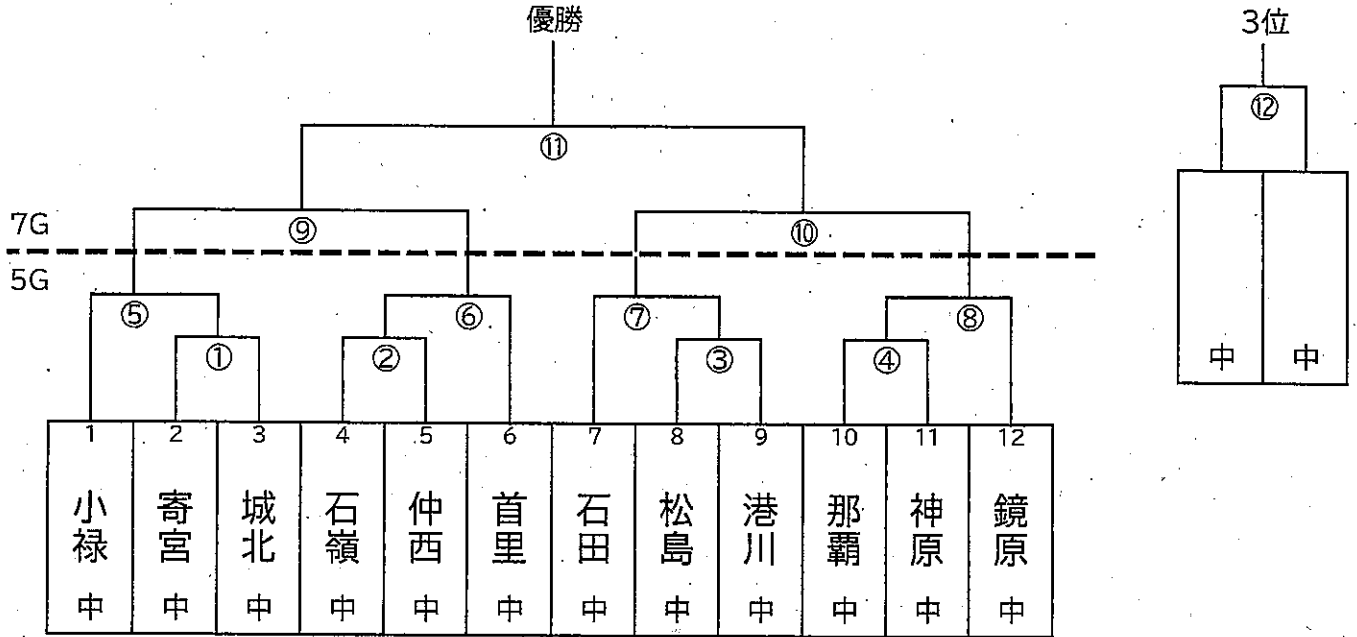 優勝
3位
⑫
⑪
7G
⑨
⑩
5G
⑤
⑥
⑦
⑧
①
②
③
④
中
中
1
2
3
4
5
6
7
8
9
10
11
12
小禄中
寄宮中
城北中
石嶺中
仲西中
首里中
石田中
松島中
港川中
那覇中
神原中
鏡原中